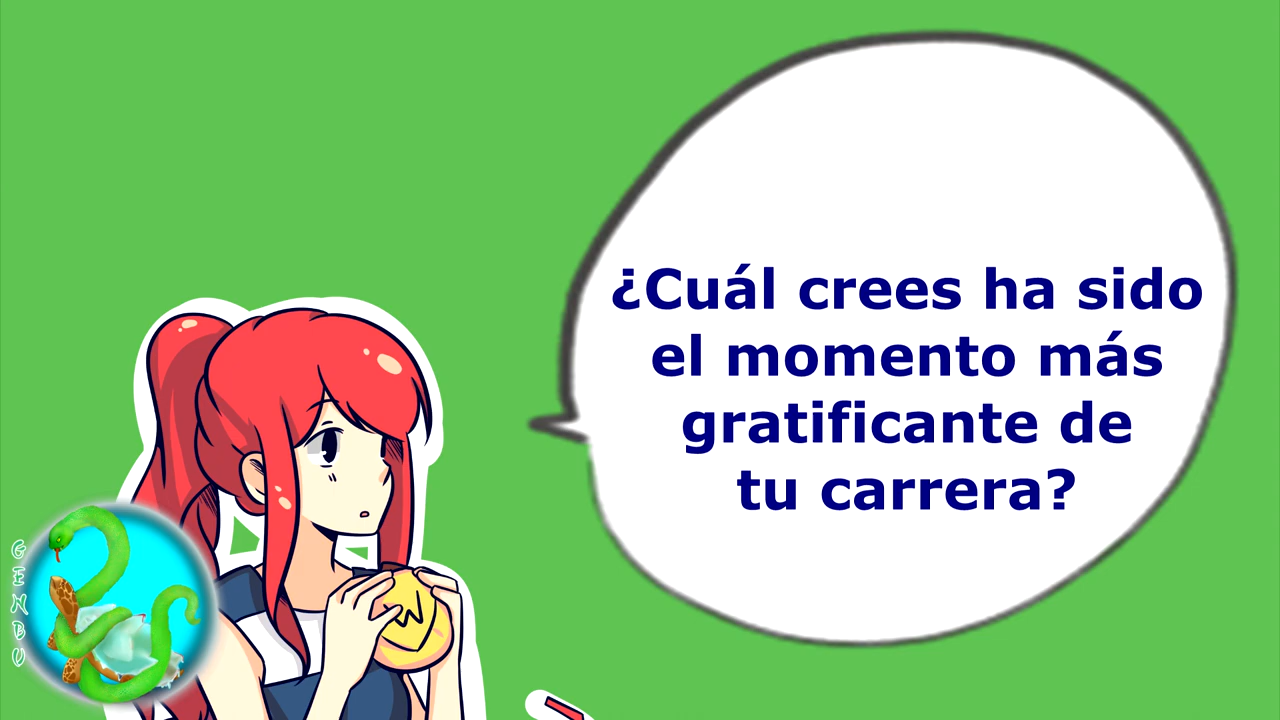 ¿Cuál crees ha sido
el momento más
gratificante de
tu carrera?
GENBU